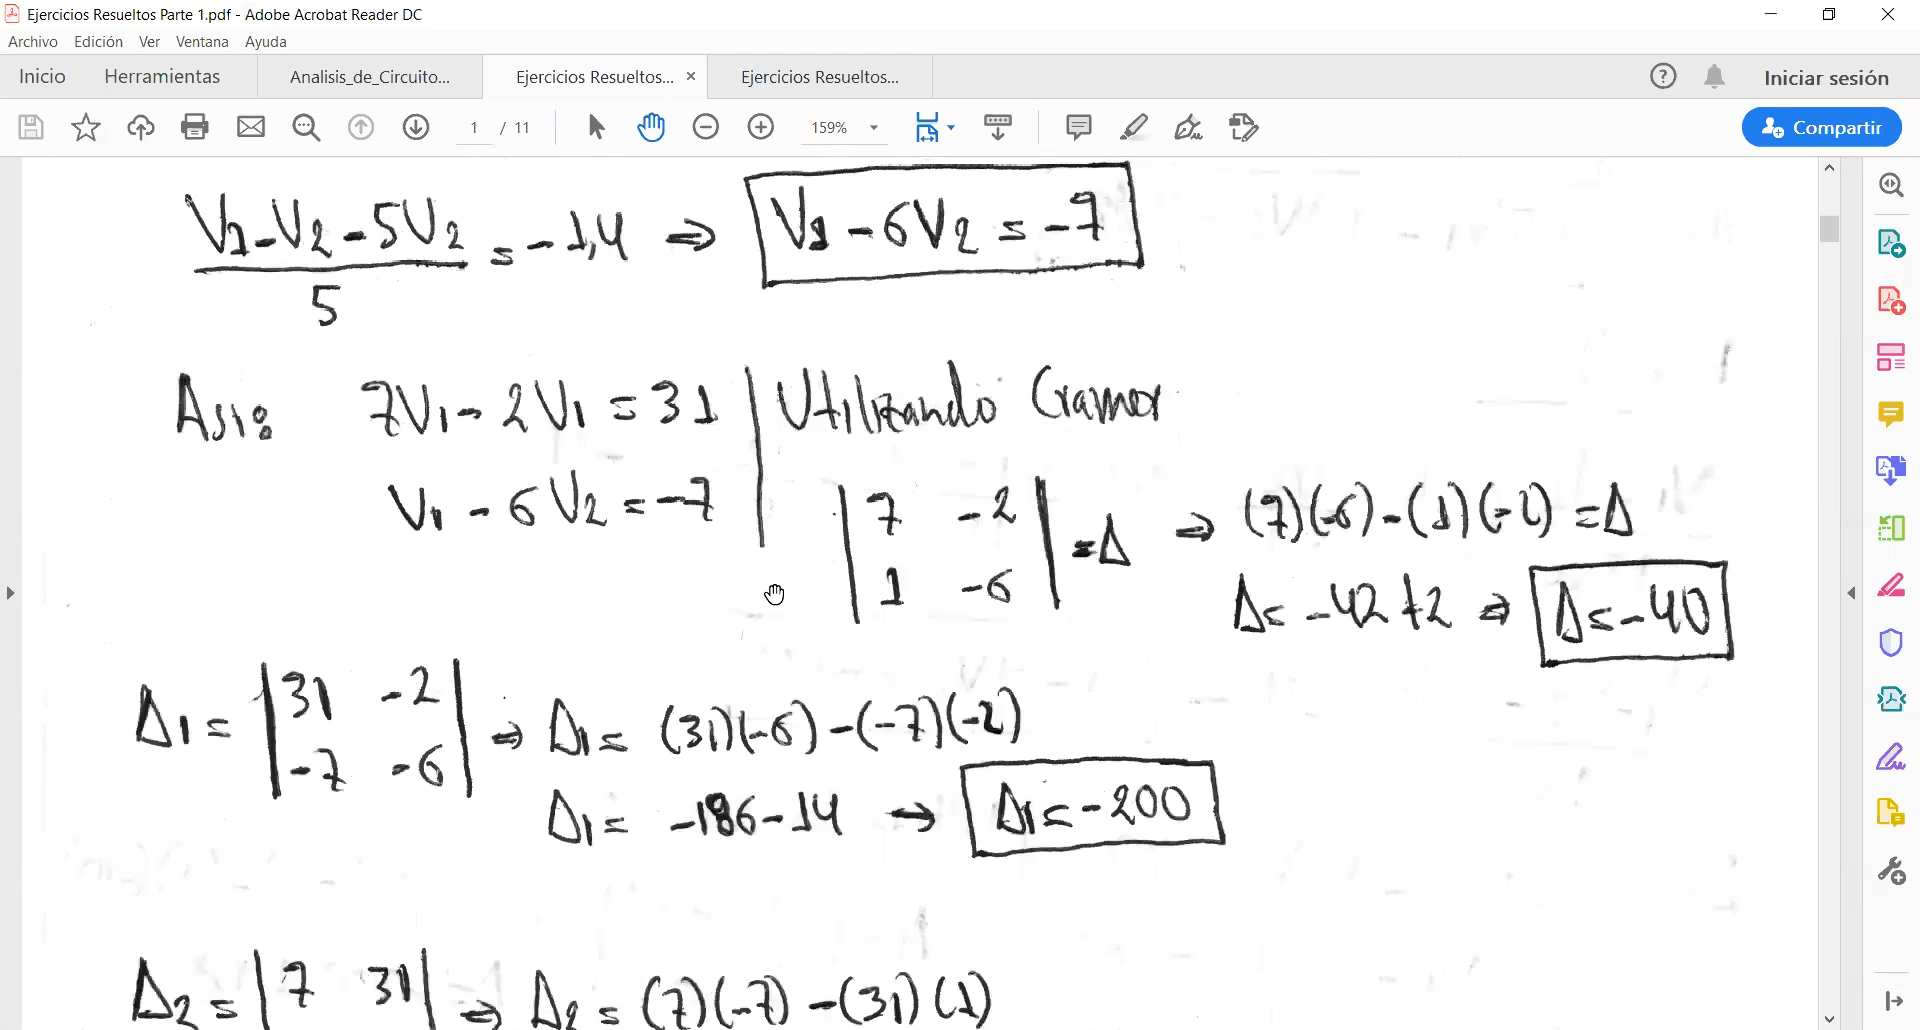 Ejercicios Resueltos Parte 1.pdf - Adobe Acrobat Reader DC
Archivo Edición Ver Ventana Ayuda
Inicio Herramientas Analisis_de_Circuito... Ejercicios Resueltos... × Ejercicios Resueltos... Iniciar sesión
1 / 11 159% Compartir
(V1 - V2 - 5V2)/5 = -1,4 ⇒ V1 - 6V2 = -7
Asi: 7V1 - 2V1 = 31 | Utilizando Cramer
V1 - 6V2 = -7
|7 -2|
|1 -6| = Δ ⇒ (7)(-6) - (1)(-2) = Δ
Δ = -42 + 2 ⇒ Δ = -40
Δ1 = |31 -2|
|-7 -6| ⇒ Δ1 = (31)(-6) - (-7)(-2)
Δ1 = -186 - 14 → Δ1 = -200
Δ2 = |7 31| ⇒ Δ2 = (7)(-7) - (31)(1)